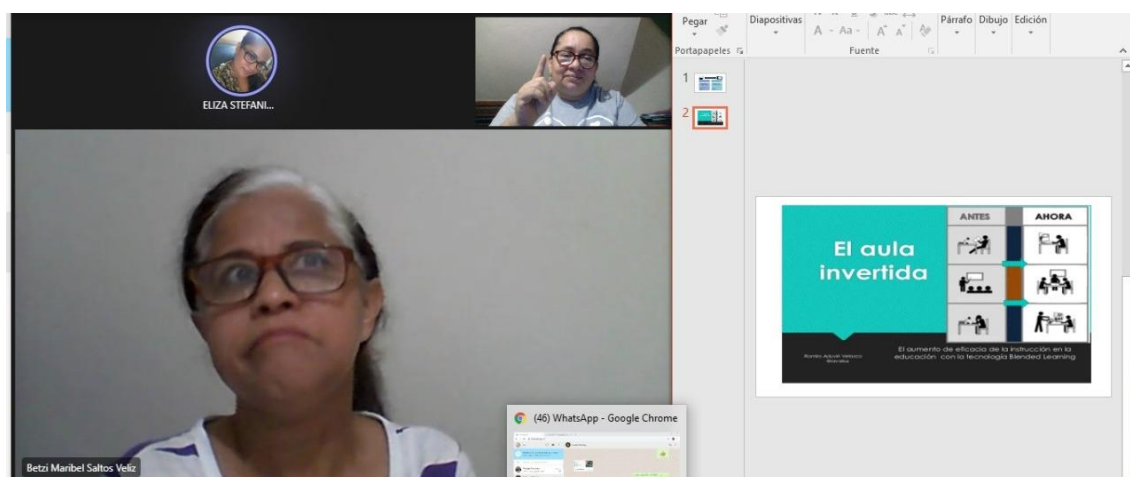 ELIZA STEFANI...
Betzi Maribel Saltos Veliz
(46) WhatsApp - Google Chrome
Pegar
Portapapeles
Diapositivas
A - Aa - A A
Fuente
Párrafo
Dibujo
Edición
1
2
El aula
invertida
ANTES
AHORA
El aumento de eficacia de la instrucción en la
educación con la tecnología Blended Learning